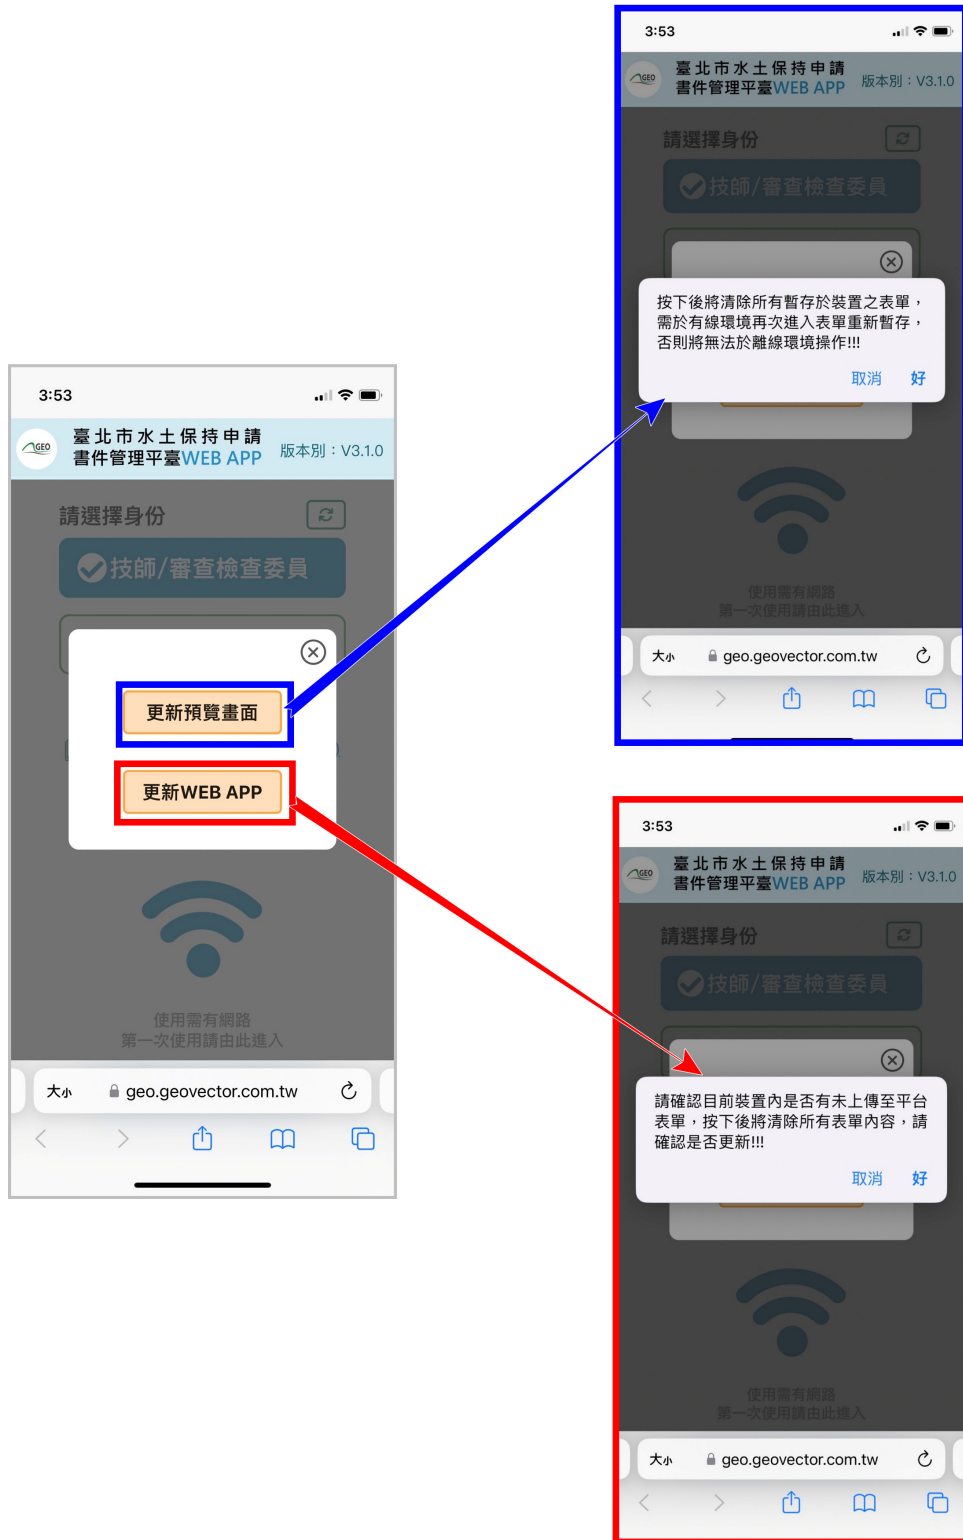 3:53
GEO
臺北市水土保持申請
書件管理平臺WEB APP
版本別：V3.1.0
請選擇身份
技師/審查檢查委員
按下後將清除所有暫存於裝置之表單，
需於有線環境再次進入表單重新暫存，
否則將無法於離線環境操作!!!
取消
好
使用需有網路
第一次使用請由此進入
大小
geo.geovector.com.tw
3:53
GEO
臺北市水土保持申請
書件管理平臺WEB APP
版本別：V3.1.0
請選擇身份
技師/審查檢查委員
更新預覽畫面
更新WEB APP
使用需有網路
第一次使用請由此進入
大小
geo.geovector.com.tw
3:53
GEO
臺北市水土保持申請
書件管理平臺WEB APP
版本別：V3.1.0
請選擇身份
技師/審查檢查委員
請確認目前裝置內是否有未上傳至平台
表單，按下後將清除所有表單內容，請
確認是否更新!!!
取消
好
使用需有網路
第一次使用請由此進入
大小
geo.geovector.com.tw